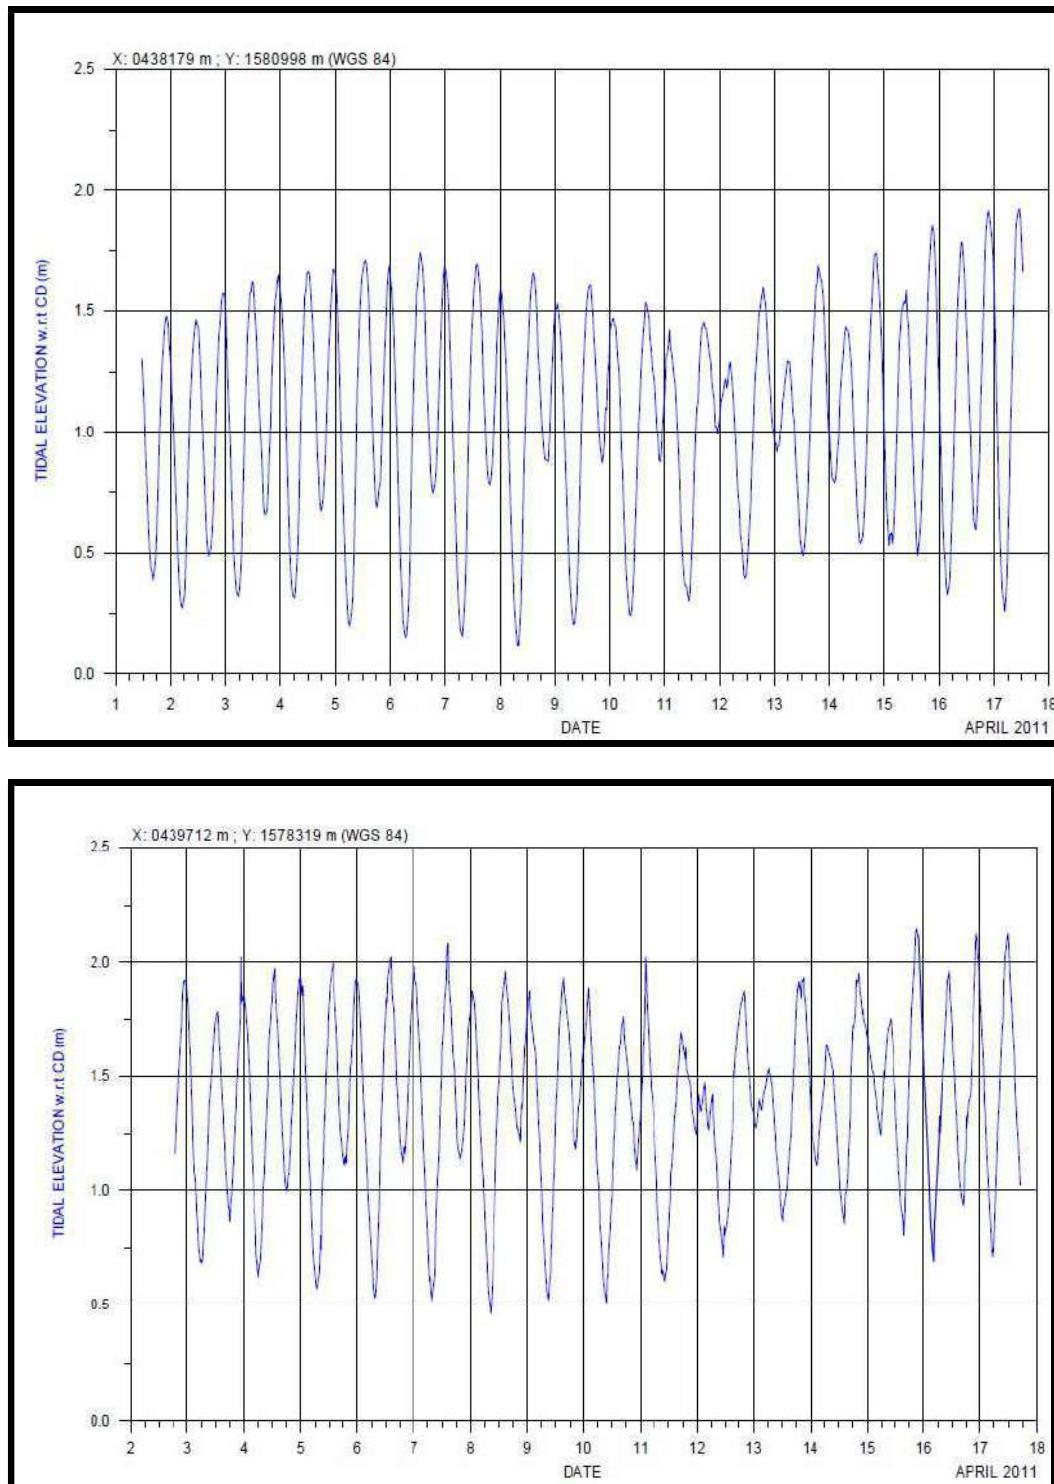 X: 0438179 m ; Y: 1580998 m (WGS 84)
2.5
2.0
1.5
1.0
0.5
0.0
TIDAL ELEVATION w.r.t CD (m)
1 2 3 4 5 6 7 8 9 10 11 12 13 14 15 16 17 18
DATE
APRIL 2011
X: 0439712 m ; Y: 1578319 m (WGS 84)
2.5
2.0
1.5
1.0
0.5
0.0
TIDAL ELEVATION w.r.t CD (m)
2 3 4 5 6 7 8 9 10 11 12 13 14 15 16 17 18
DATE
APRIL 2011